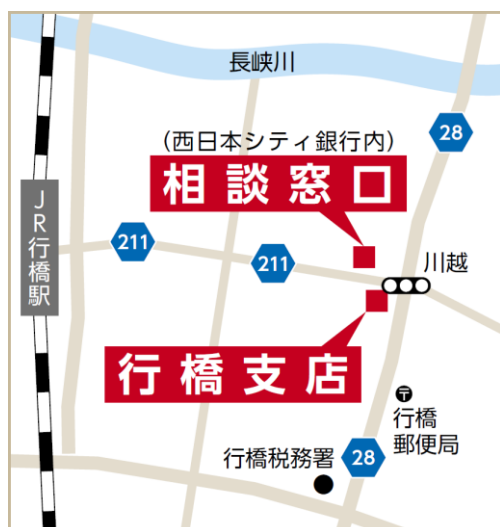 長峡川
28
（西日本シティ銀行内）
相談窓口
JR行橋駅
211
211
川越
行橋支店
〒
行橋
郵便局
行橋税務署
28